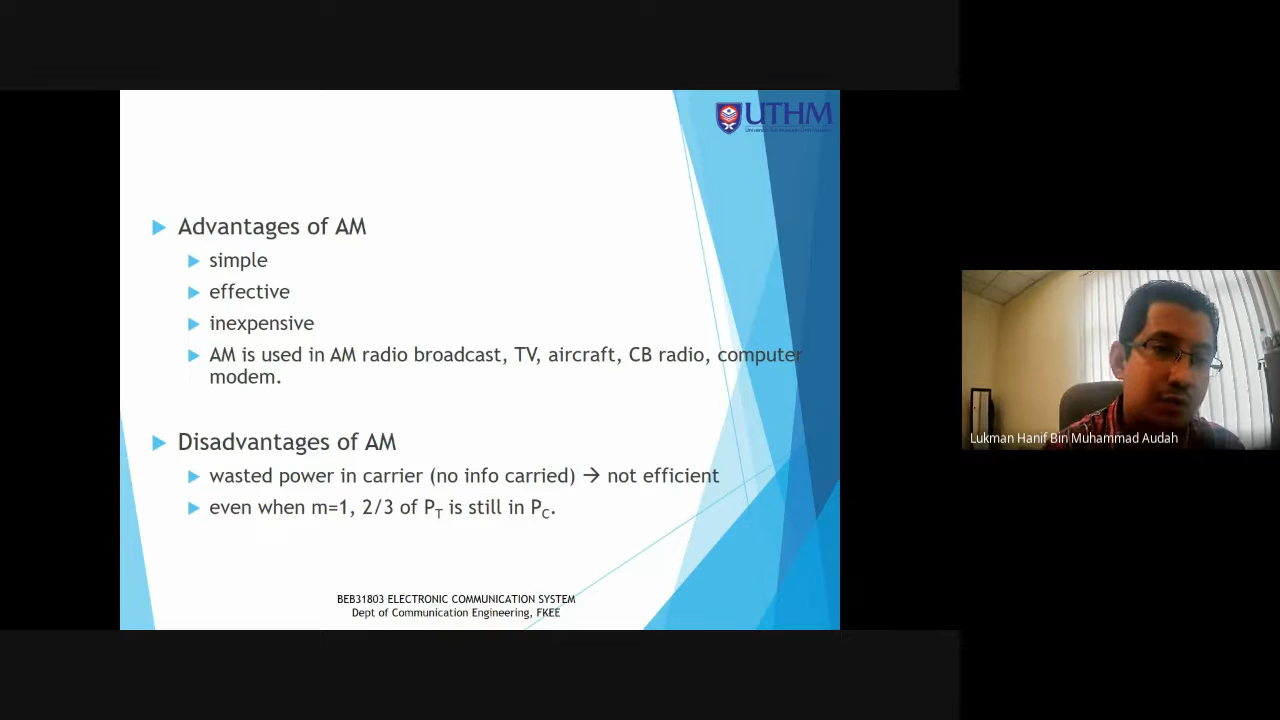 UTHM
Advantages of AM
simple
effective
inexpensive
AM is used in AM radio broadcast, TV, aircraft, CB radio, computer
modem.
Disadvantages of AM
wasted power in carrier (no info carried) → not efficient
even when m=1, 2/3 of PT is still in PC.
BEB31803 ELECTRONIC COMMUNICATION SYSTEM
Dept of Communication Engineering, FKEE
Lukman Hanif Bin Muhammad Audah